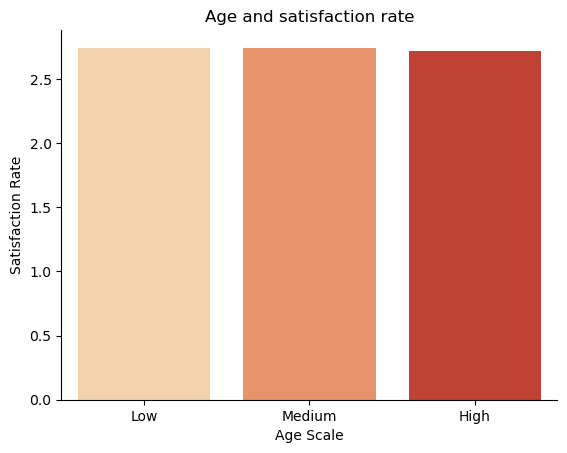 Age and satisfaction rate
Satisfaction Rate
2.5
2.0
1.5
1.0
0.5
0.0
Low Medium High
Age Scale